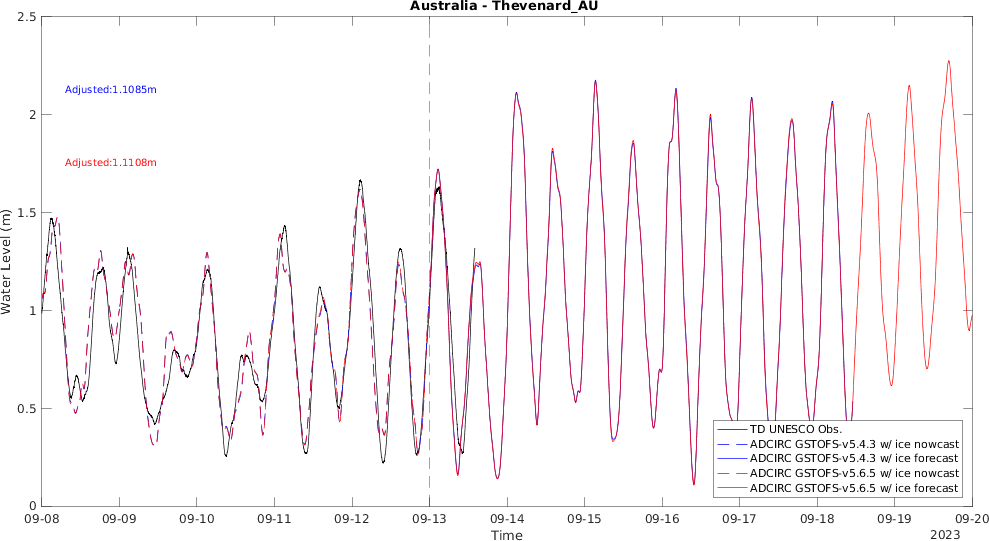 Australia - Thevenard_AU
2.5
2
1.5
1
0.5
0
Water Level (m)
Adjusted:1.1085m
Adjusted:1.1108m
TD UNESCO Obs.
ADCIRC GSTOFS-v5.4.3 w/ ice nowcast
ADCIRC GSTOFS-v5.4.3 w/ ice forecast
ADCIRC GSTOFS-v5.6.5 w/ ice nowcast
ADCIRC GSTOFS-v5.6.5 w/ ice forecast
09-08 09-09 09-10 09-11 09-12 09-13 09-14 09-15 09-16 09-17 09-18 09-19 09-20
Time
2023